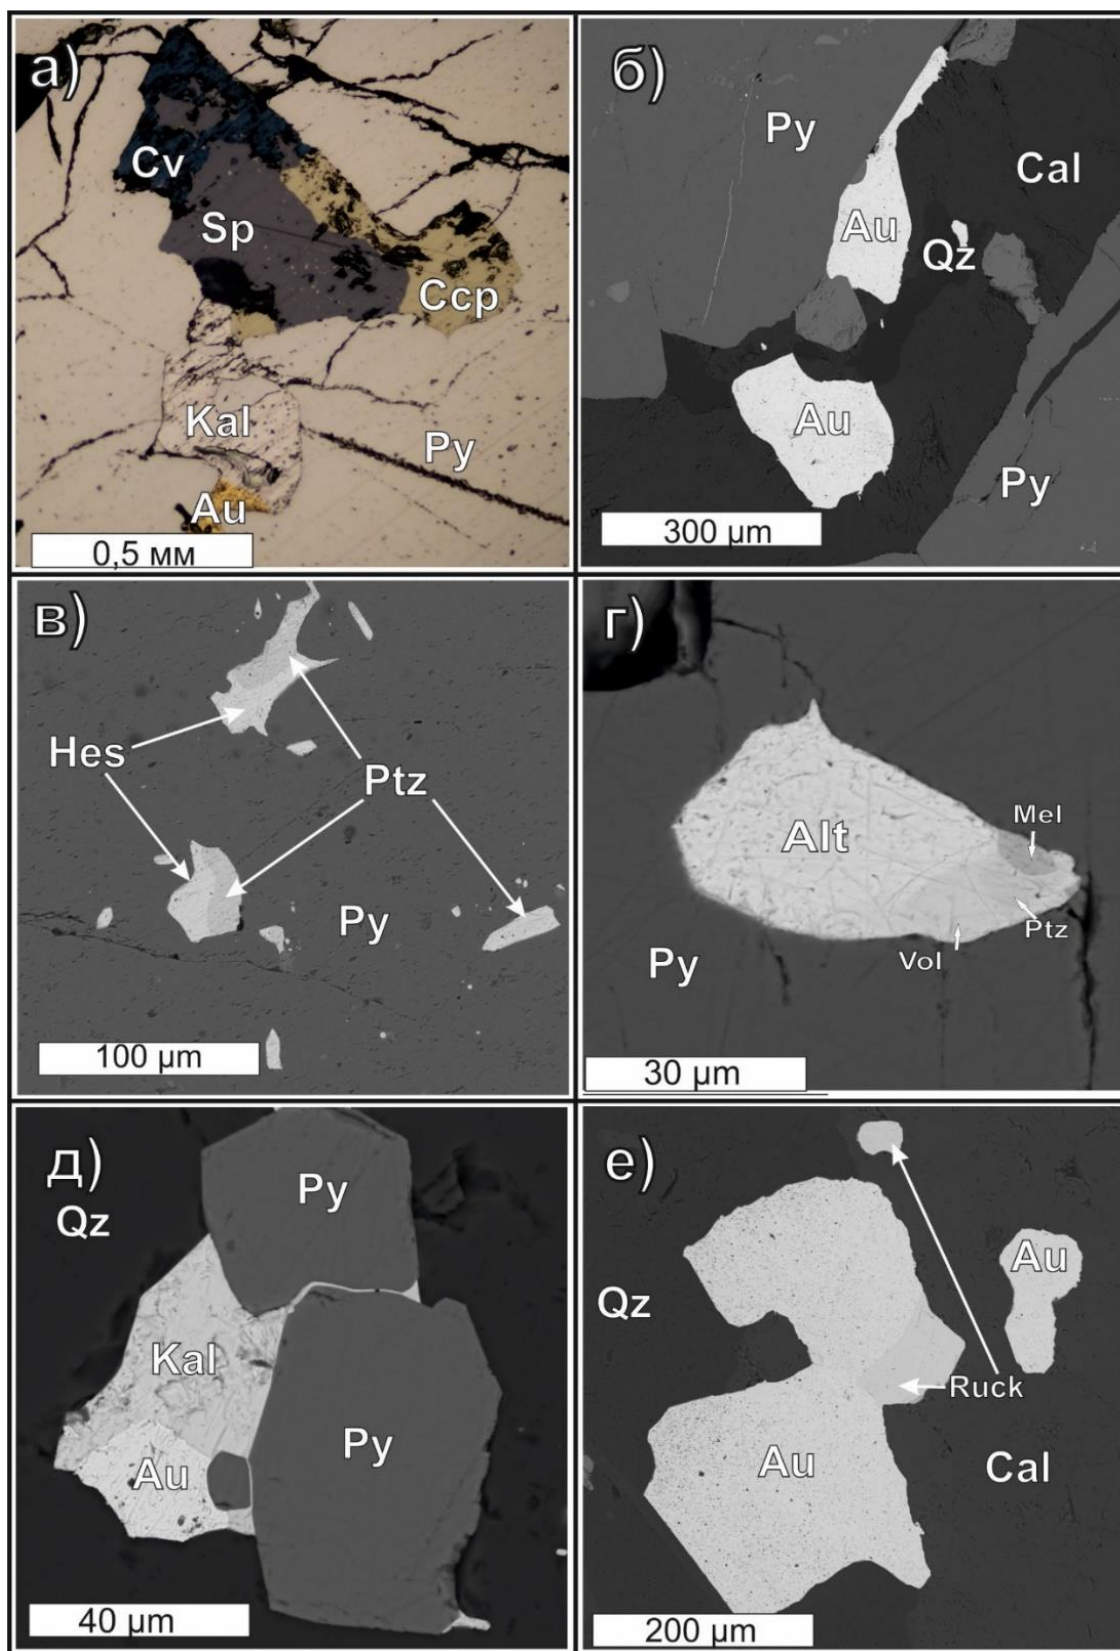 а)
Cv
Sp
Ccp
Kal
Py
Au
0,5 мм
б)
Py
Cal
Au
Qz
Au
Py
300 µm
в)
Hes
Ptz
Py
100 µm
г)
Mel
Alt
Ptz
Vol
Py
30 µm
д)
Py
Qz
Kal
Py
Au
40 µm
е)
Au
Qz
Ruck
Au
Cal
200 µm